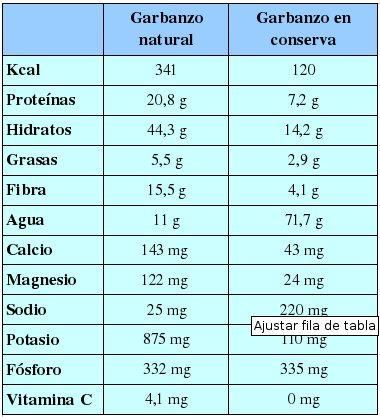 Garbanzo natural Garbanzo en conserva
Kcal 341 120
Proteínas 20,8 g 7,2 g
Hidratos 44,3 g 14,2 g
Grasas 5,5 g 2,9 g
Fibra 15,5 g 4,1 g
Agua 11 g 71,7 g
Calcio 143 mg 43 mg
Magnesio 122 mg 24 mg
Sodio 25 mg 220 mg
Ajustar fila de tabla
Potasio 875 mg 110 mg
Fósforo 332 mg 335 mg
Vitamina C 4,1 mg 0 mg